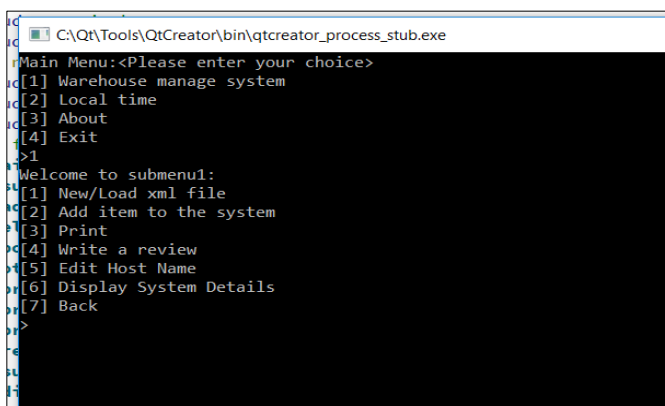 C:\Qt\Tools\QtCreator\bin\qtcreator_process_stub.exe
Main Menu:<Please enter your choice>
[1] Warehouse manage system
[2] Local time
[3] About
[4] Exit
>1
Welcome to submenu1:
[1] New/Load xml file
[2] Add item to the system
[3] Print
[4] Write a review
[5] Edit Host Name
[6] Display System Details
[7] Back
>